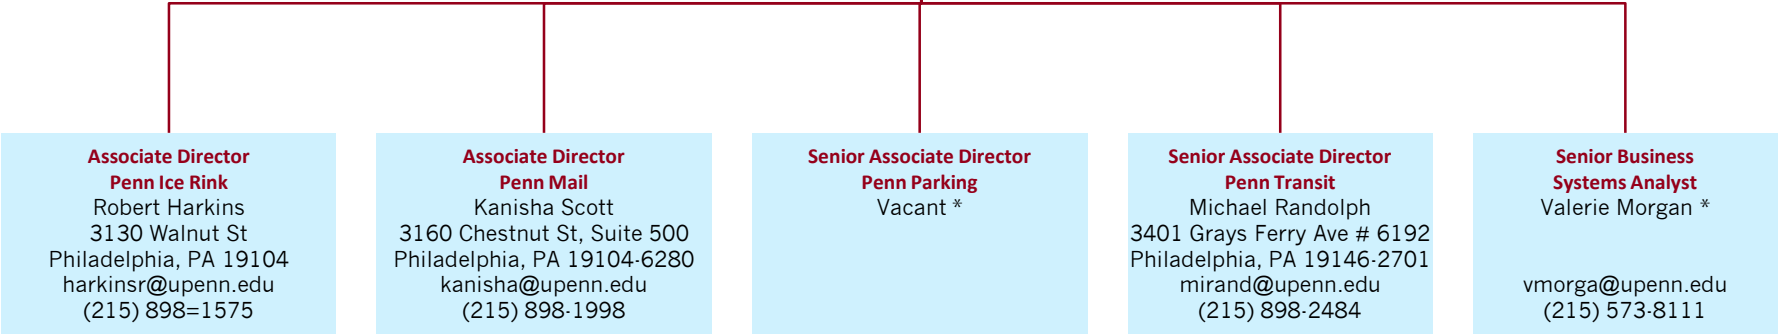 Associate Director
Penn Ice Rink
Robert Harkins
3130 Walnut St
Philadelphia, PA 19104
harkinsr@upenn.edu
(215) 898=1575
Associate Director
Penn Mail
Kanisha Scott
3160 Chestnut St, Suite 500
Philadelphia, PA 19104-6280
kanisha@upenn.edu
(215) 898-1998
Senior Associate Director
Penn Parking
Vacant *
Senior Associate Director
Penn Transit
Michael Randolph
3401 Grays Ferry Ave # 6192
Philadelphia, PA 19146-2701
mirand@upenn.edu
(215) 898-2484
Senior Business
Systems Analyst
Valerie Morgan *
vmorga@upenn.edu
(215) 573-8111